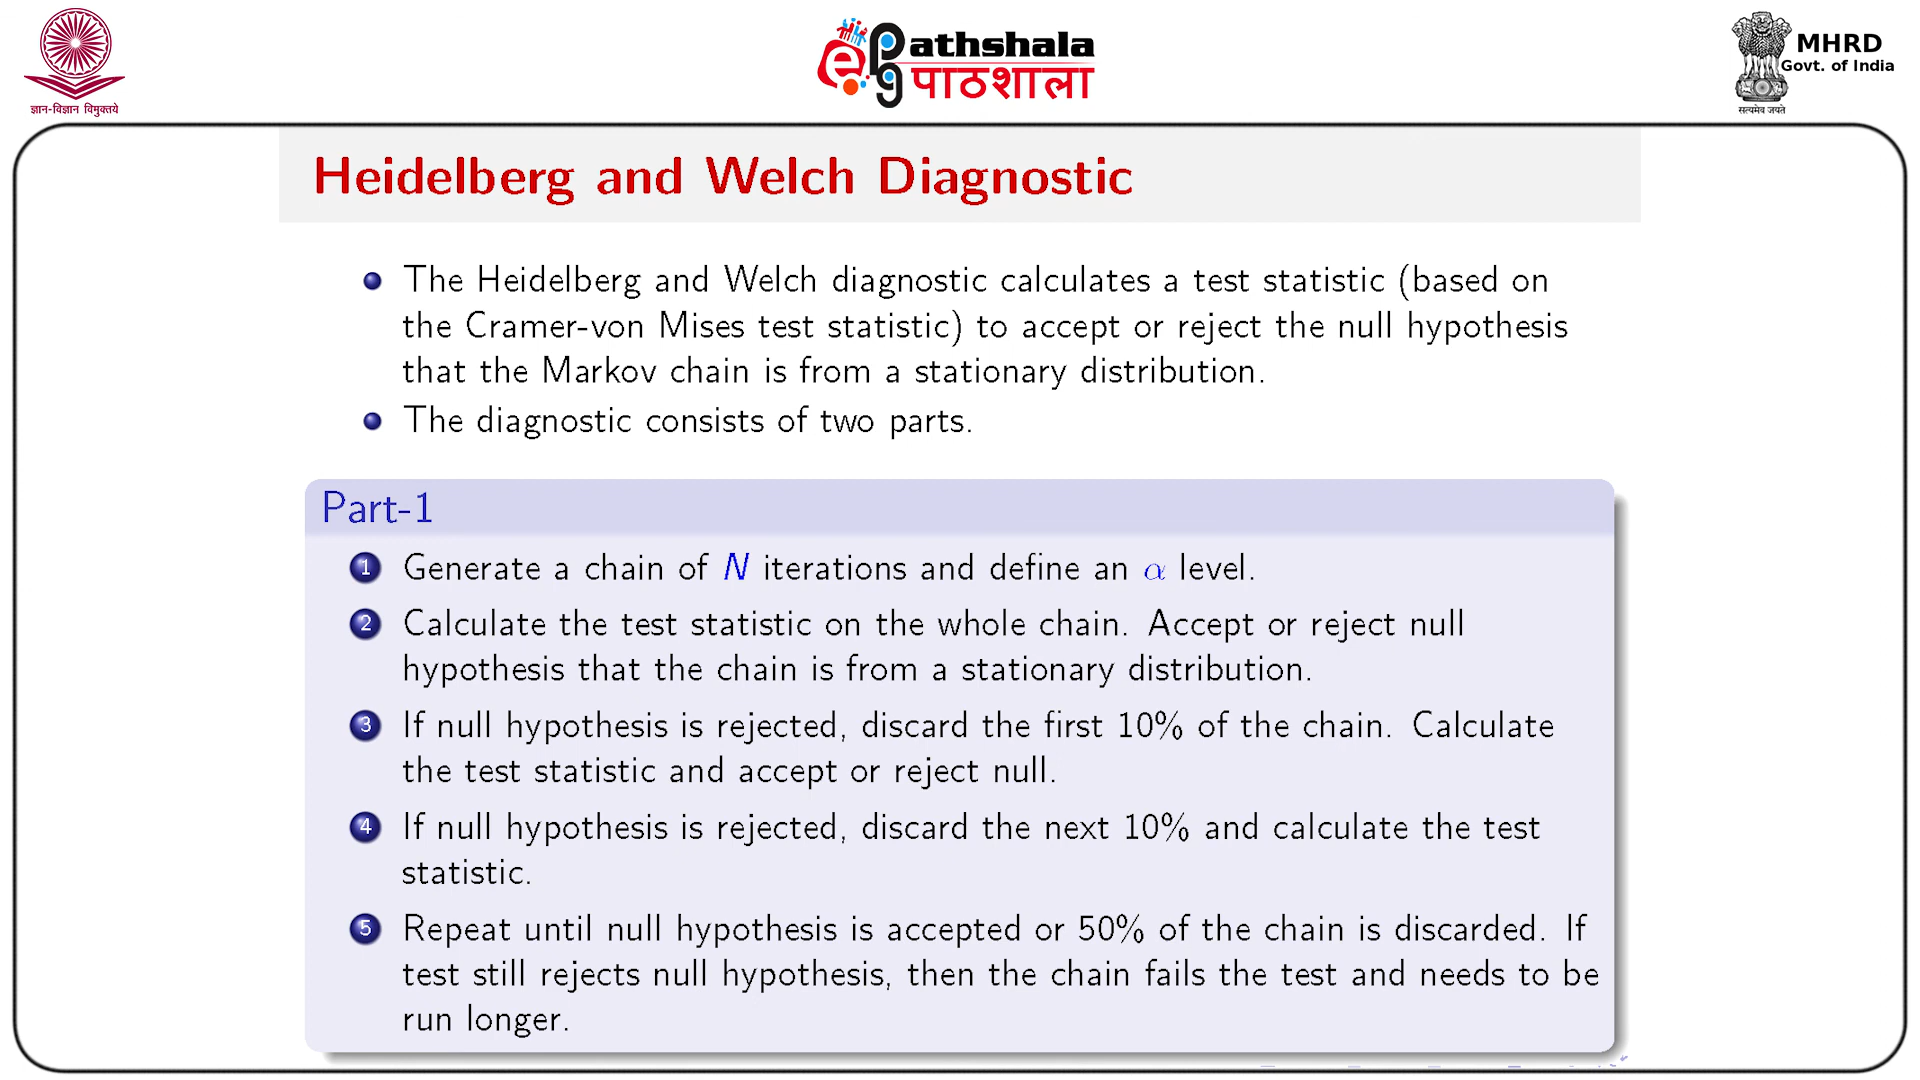 ज्ञान-विज्ञान विमुक्तये
ePG Pathshala
पाठशाला
MHRD
Govt. of India
सत्यमेव जयते
Heidelberg and Welch Diagnostic
The Heidelberg and Welch diagnostic calculates a test statistic (based on
the Cramer-von Mises test statistic) to accept or reject the null hypothesis
that the Markov chain is from a stationary distribution.
The diagnostic consists of two parts.
Part-1
1 Generate a chain of N iterations and define an α level.
2 Calculate the test statistic on the whole chain. Accept or reject null
hypothesis that the chain is from a stationary distribution.
3 If null hypothesis is rejected, discard the first 10% of the chain. Calculate
the test statistic and accept or reject null.
4 If null hypothesis is rejected, discard the next 10% and calculate the test
statistic.
5 Repeat until null hypothesis is accepted or 50% of the chain is discarded. If
test still rejects null hypothesis, then the chain fails the test and needs to be
run longer.